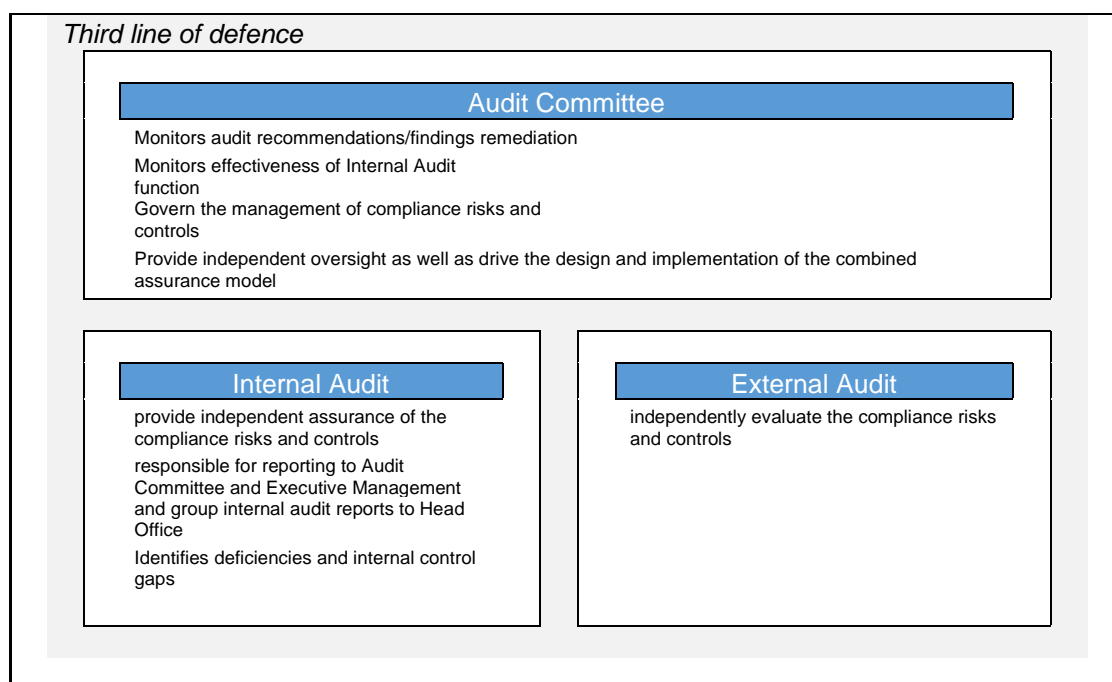 Third line of defence
Audit Committee
Monitors audit recommendations/findings remediation
Monitors effectiveness of Internal Audit
function
Govern the management of compliance risks and
controls
Provide independent oversight as well as drive the design and implementation of the combined
assurance model
Internal Audit
provide independent assurance of the
compliance risks and controls
responsible for reporting to Audit
Committee and Executive Management
and group internal audit reports to Head
Office
Identifies deficiencies and internal control
gaps
External Audit
independently evaluate the compliance risks
and controls